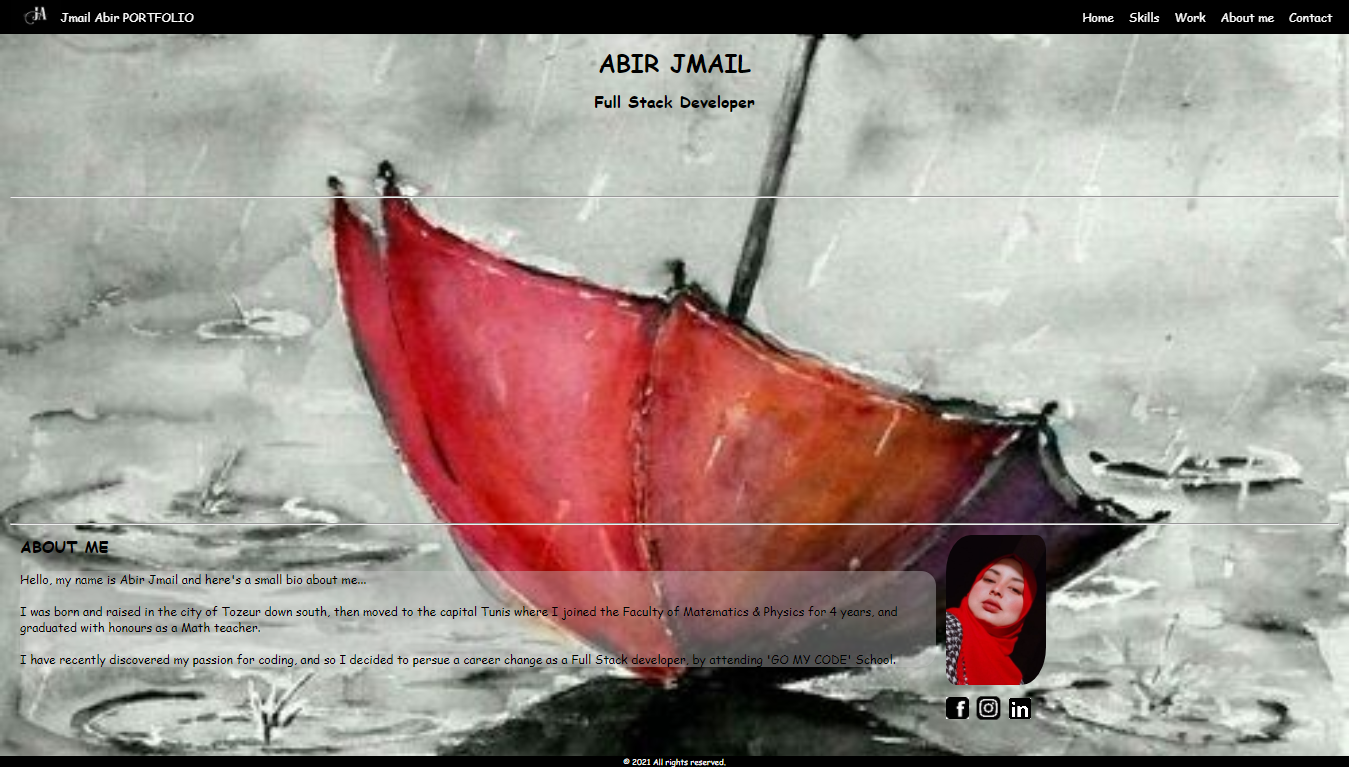 JA Jmail Abir PORTFOLIO Home Skills Work About me Contact
ABIR JMAIL
Full Stack Developer
ABOUT ME
Hello, my name is Abir Jmail and here's a small bio about me...
I was born and raised in the city of Tozeur down south, then moved to the capital Tunis where I joined the Faculty of Matematics & Physics for 4 years, and
graduated with honours as a Math teacher.
I have recently discovered my passion for coding, and so I decided to persue a career change as a Full Stack developer, by attending 'GO MY CODE' School.
f in
© 2021 All rights reserved.